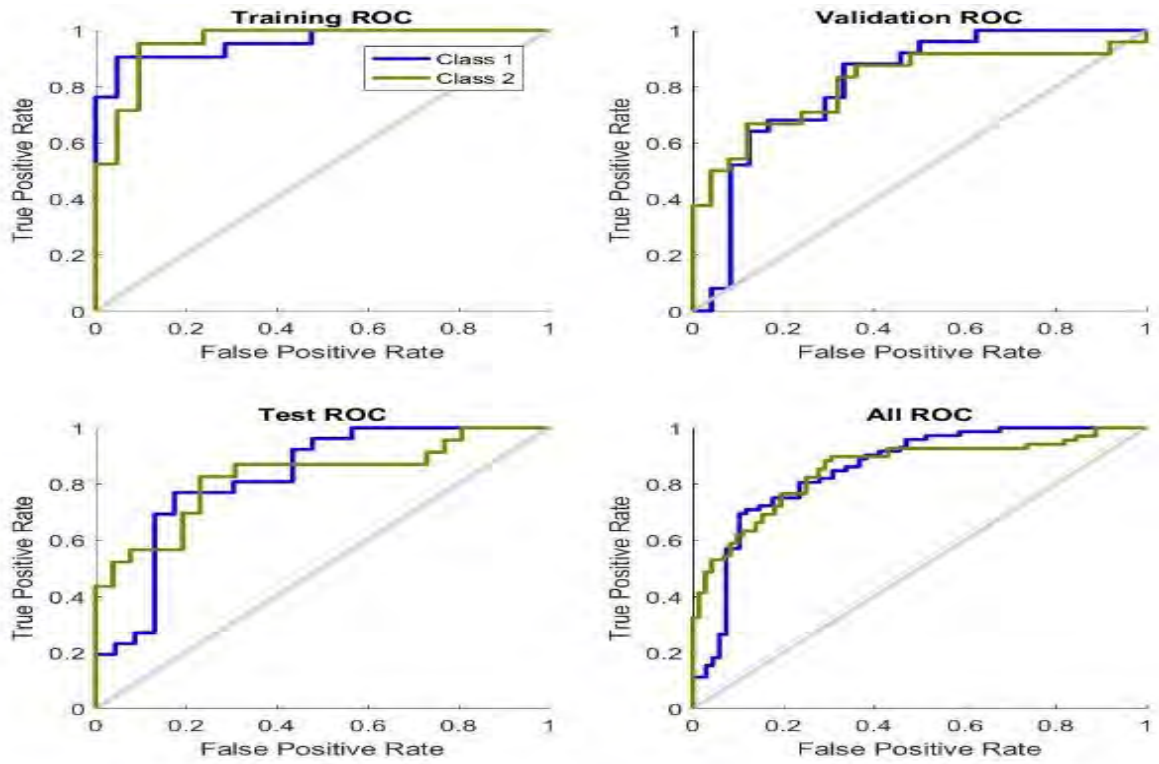 Training ROC
1
0.8
0.6
0.4
0.2
0
True Positive Rate
Class 1
Class 2
0 0.2 0.4 0.6 0.8 1
False Positive Rate
Validation ROC
1
0.8
0.6
0.4
0.2
0
True Positive Rate
0 0.2 0.4 0.6 0.8 1
False Positive Rate
Test ROC
1
0.8
0.6
0.4
0.2
0
True Positive Rate
0 0.2 0.4 0.6 0.8 1
False Positive Rate
All ROC
1
0.8
0.6
0.4
0.2
0
True Positive Rate
0 0.2 0.4 0.6 0.8 1
False Positive Rate